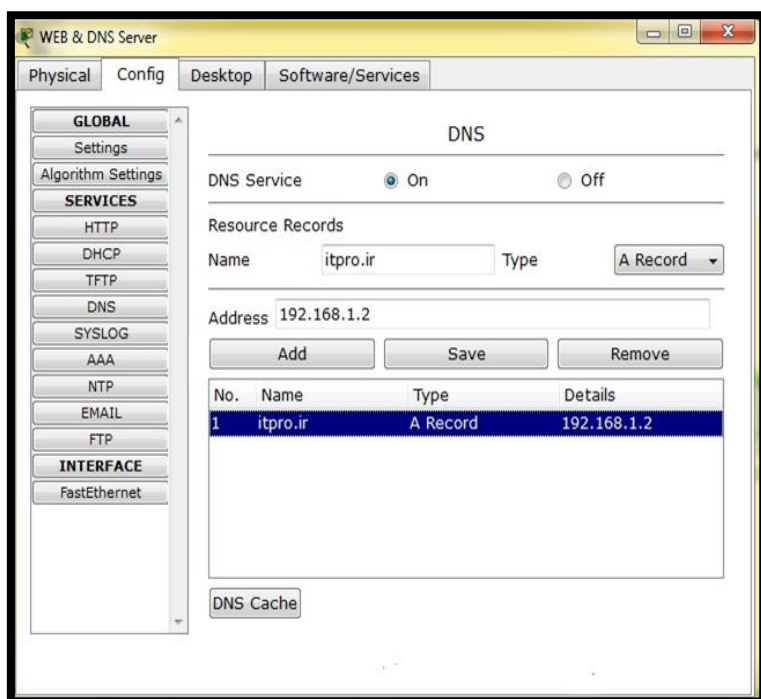 WEB & DNS Server
Physical Config Desktop Software/Services
GLOBAL
Settings
Algorithm Settings
SERVICES
HTTP
DHCP
TFTP
DNS
SYSLOG
AAA
NTP
EMAIL
FTP
INTERFACE
FastEthernet
DNS
DNS Service On Off
Resource Records
Name itpro.ir Type A Record
Address 192.168.1.2
Add Save Remove
No. Name Type Details
1 itpro.ir A Record 192.168.1.2
DNS Cache